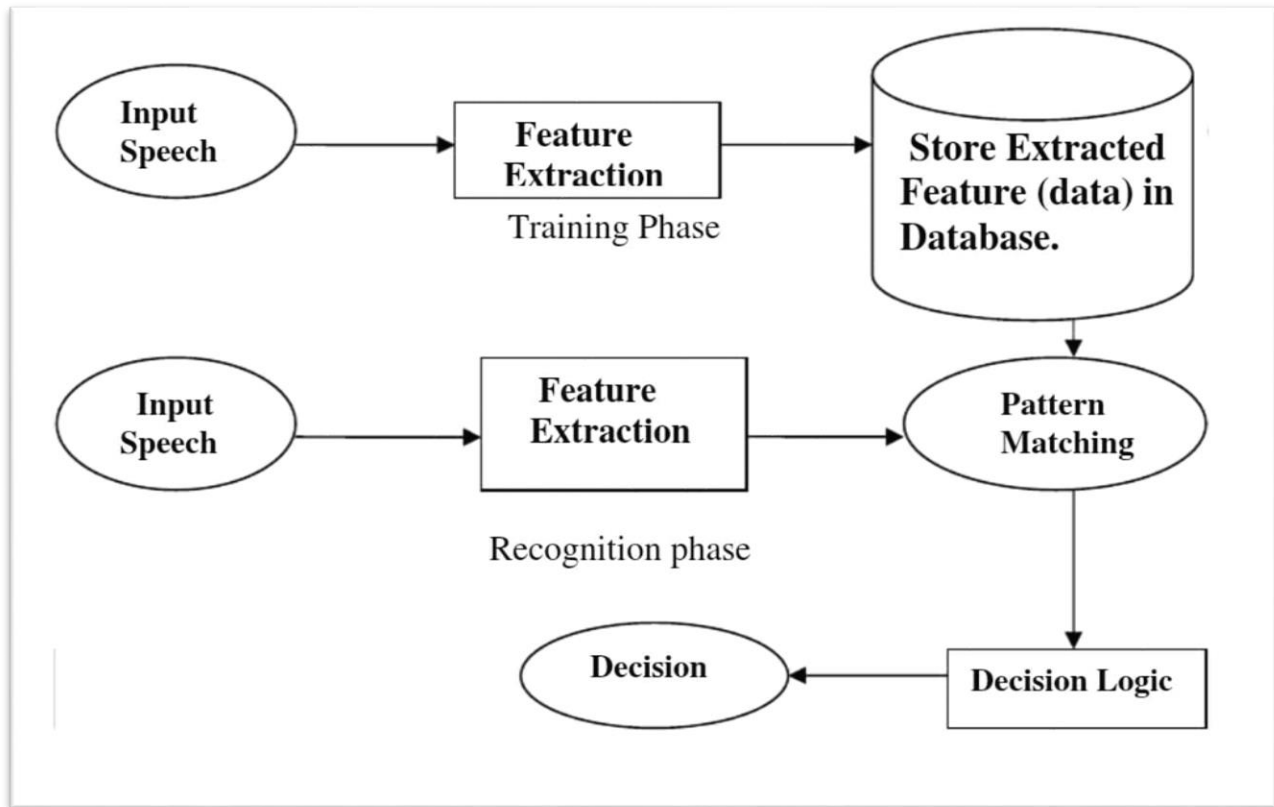 Input
Speech
Feature
Extraction
Training Phase
Store Extracted
Feature (data) in
Database.
Input
Speech
Feature
Extraction
Pattern
Matching
Recognition phase
Decision
Decision Logic